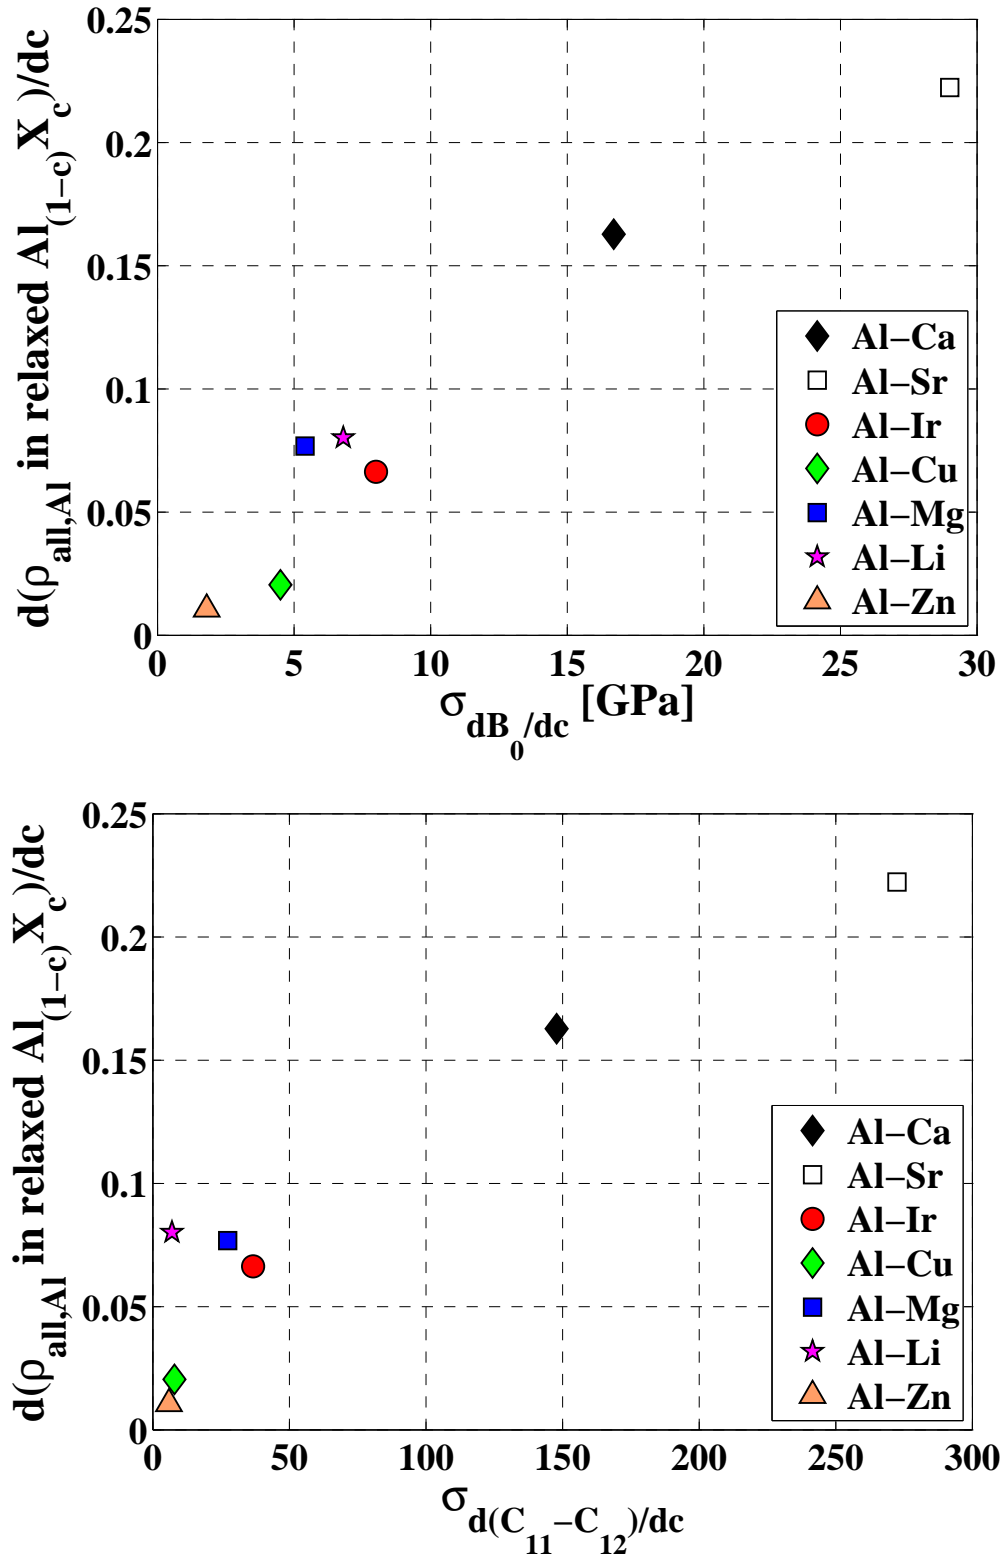 d(ρall,Al in relaxed Al(1−c)Xc)/dc
0.25
0.2
0.15
0.1
0.05
0
Al−Ca
Al−Sr
Al−Ir
Al−Cu
Al−Mg
Al−Li
Al−Zn
0 5 10 15 20 25 30
σdB0/dc [GPa]
d(ρall,Al in relaxed Al(1−c)Xc)/dc
0.25
0.2
0.15
0.1
0.05
0
Al−Ca
Al−Sr
Al−Ir
Al−Cu
Al−Mg
Al−Li
Al−Zn
0 50 100 150 200 250 300
σd(C11−C12)/dc